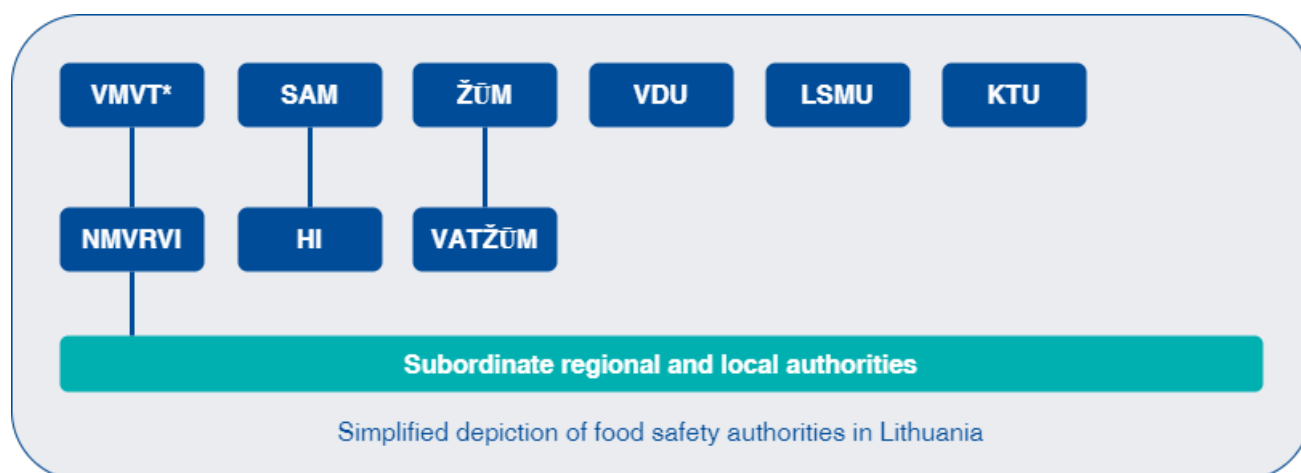 VMVT*
SAM
ŽŪM
VDU
LSMU
KTU
NMVRVI
HI
VATŽŪM
Subordinate regional and local authorities
Simplified depiction of food safety authorities in Lithuania